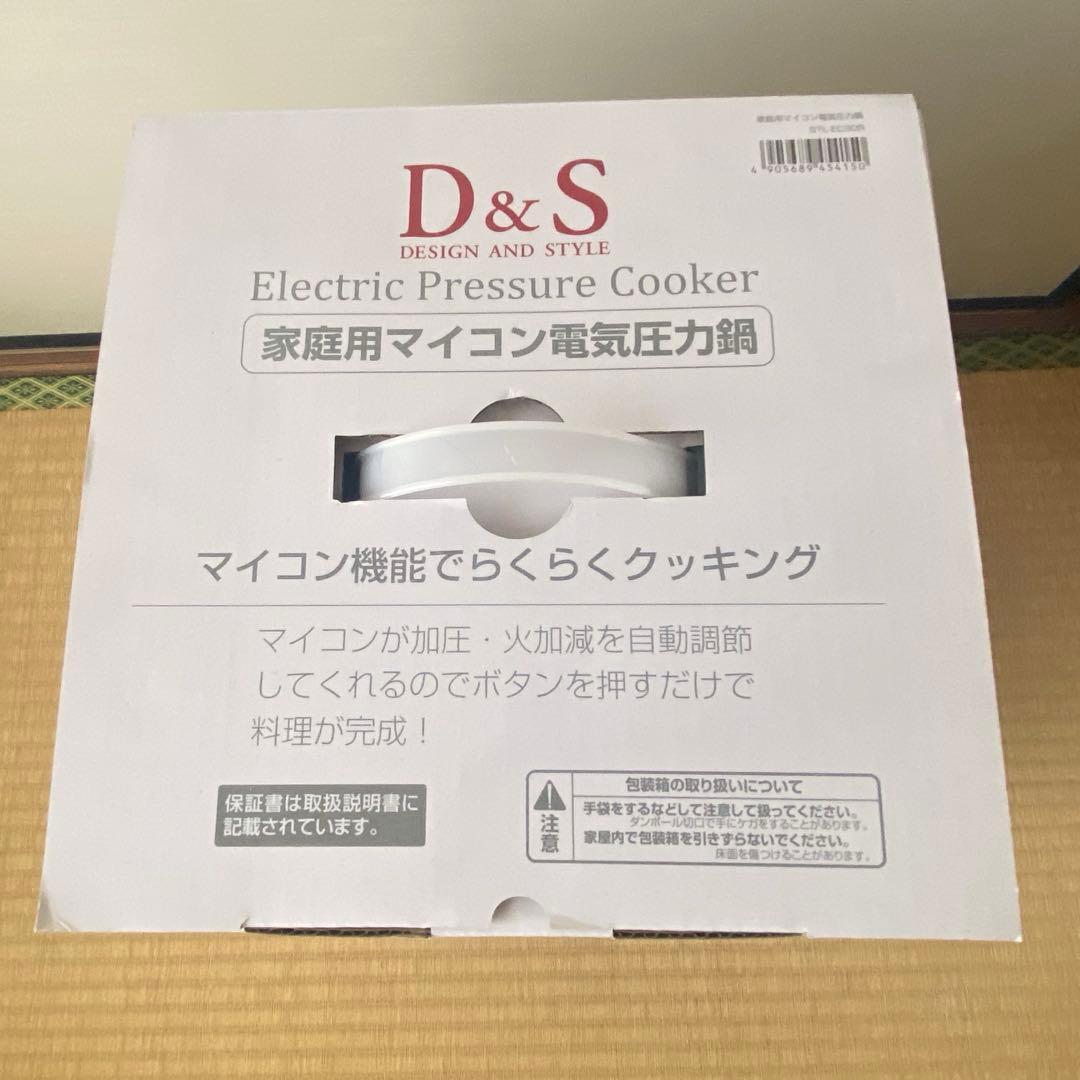 家庭用マイコン電気圧力鍋
4 905689 454150
D&S
DESIGN AND STYLE
Electric Pressure Cooker
家庭用マイコン電気圧力鍋
マイコン機能でらくらくクッキング
マイコンが加圧・火加減を自動調節
してくれるのでボタンを押すだけで
料理が完成！
保証書は取扱説明書に
記載されています。
注意
包装箱の取り扱いについて
手袋をするなどして注意して扱ってください。
ダンボール切口で手にケガをすることがあります。
家屋内で包装箱を引きずらないでください。
床面を傷つけることがあります。